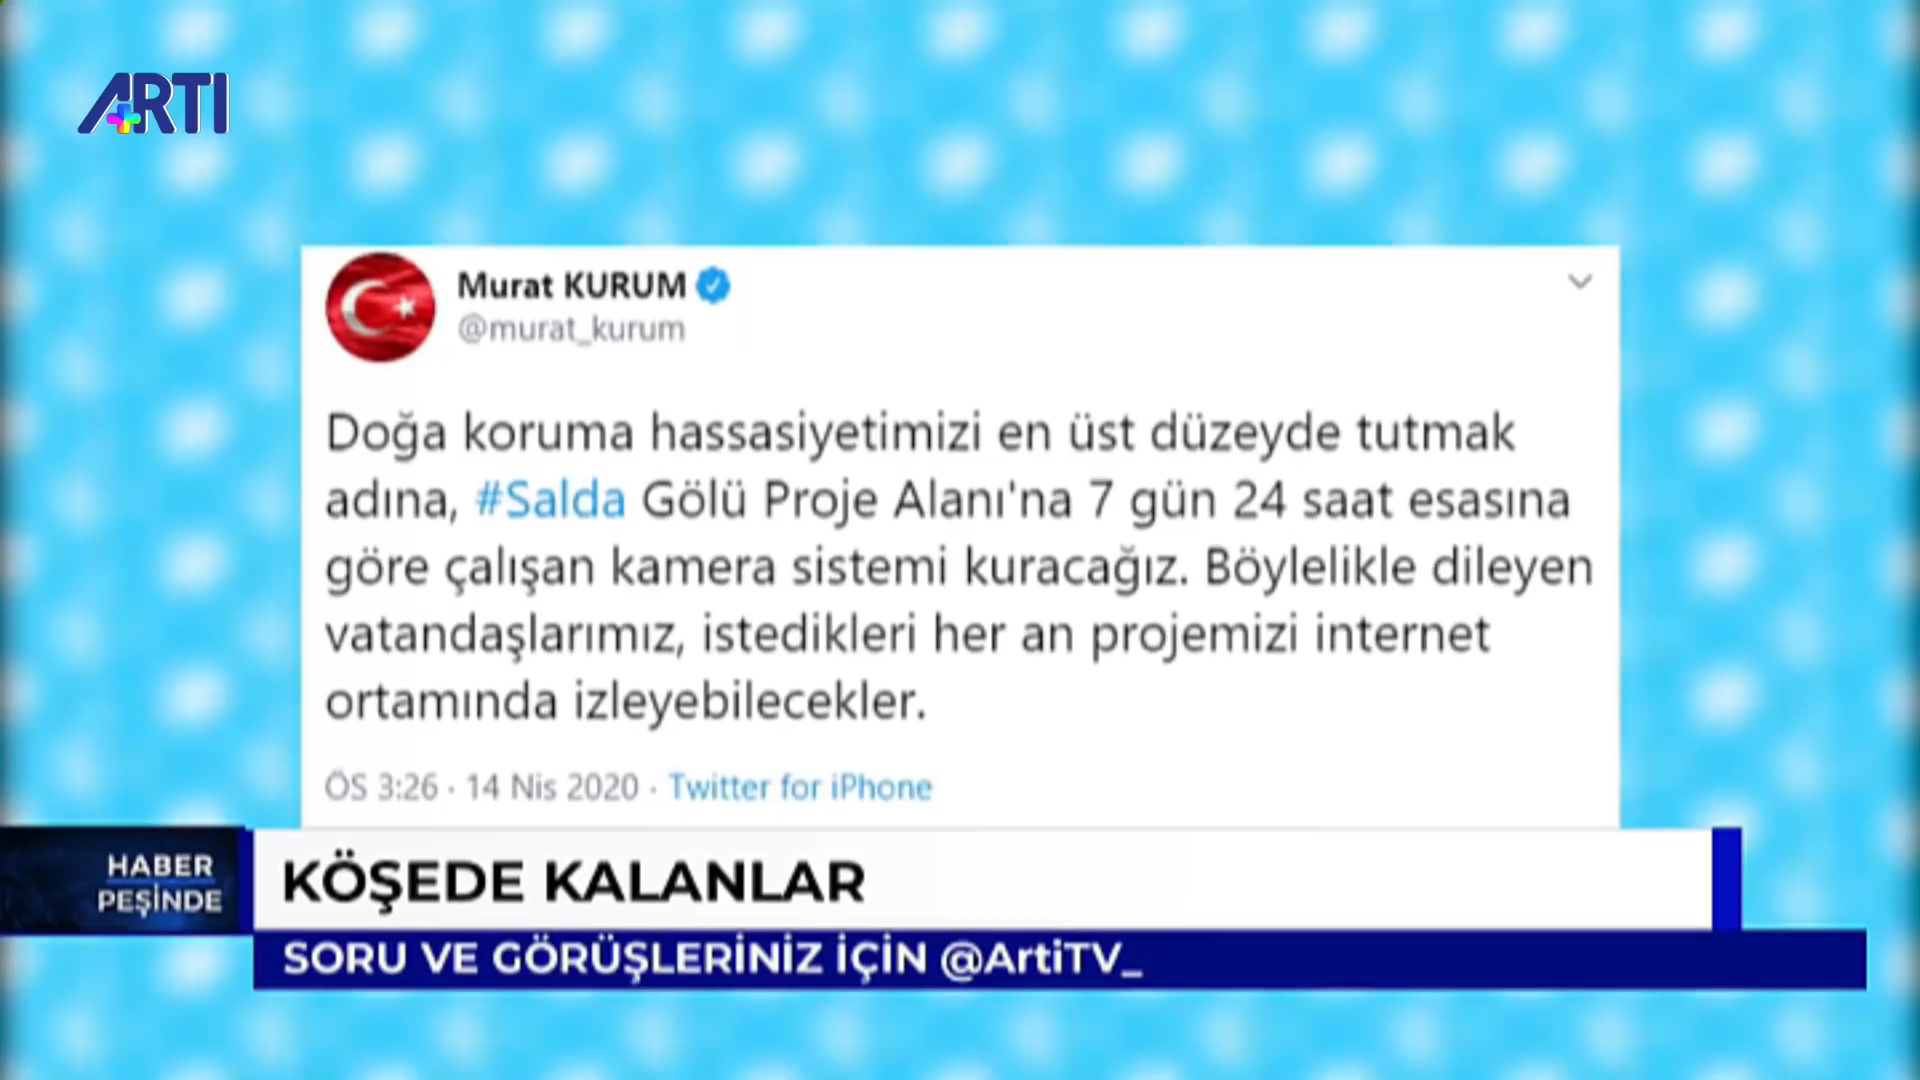 ARTI
Murat KURUM
@murat_kurum
Doğa koruma hassasiyetimizi en üst düzeyde tutmak
adına, #Salda Gölü Proje Alanı'na 7 gün 24 saat esasına
göre çalışan kamera sistemi kuracağız. Böylelikle dileyen
vatandaşlarımız, istedikleri her an projemizi internet
ortamında izleyebilecekler.
ÖS 3:26 · 14 Nis 2020 · Twitter for iPhone
HABER
PEŞİNDE
KÖŞEDE KALANLAR
SORU VE GÖRÜŞLERİNİZ İÇİN @ArtiTV_